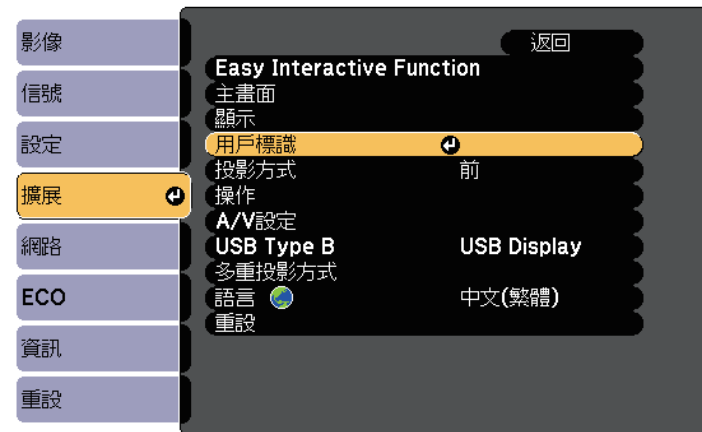 影像
信號
設定
擴展
網路
ECO
資訊
重設
返回
Easy Interactive Function
主畫面
顯示
用戶標識
投影方式 前
操作
A/V設定
USB Type B USB Display
多重投影方式
語言 中文(繁體)
重設